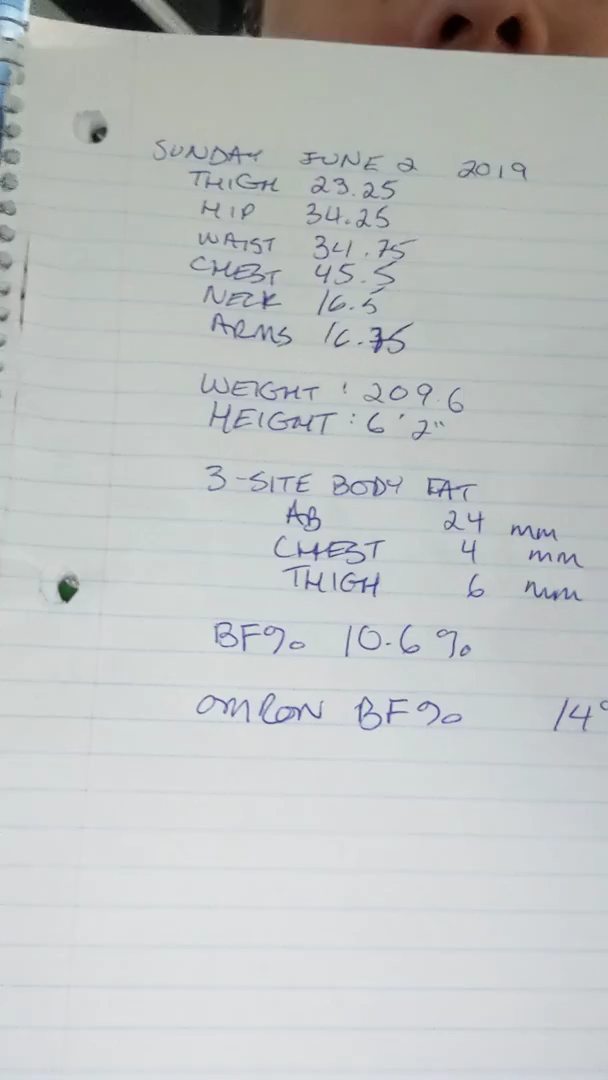 SUNDAY JUNE 2 2019
THIGH 23.25
HIP 34.25
WAIST 34.75
CHEST 45.5
NECK 16.5
ARMS 16.75
WEIGHT : 209.6
HEIGHT : 6'2"
3-SITE BODY FAT
AB 24 mm
CHEST 4 mm
THIGH 6 mm
BF% 10.6%
OMRON BF% 14